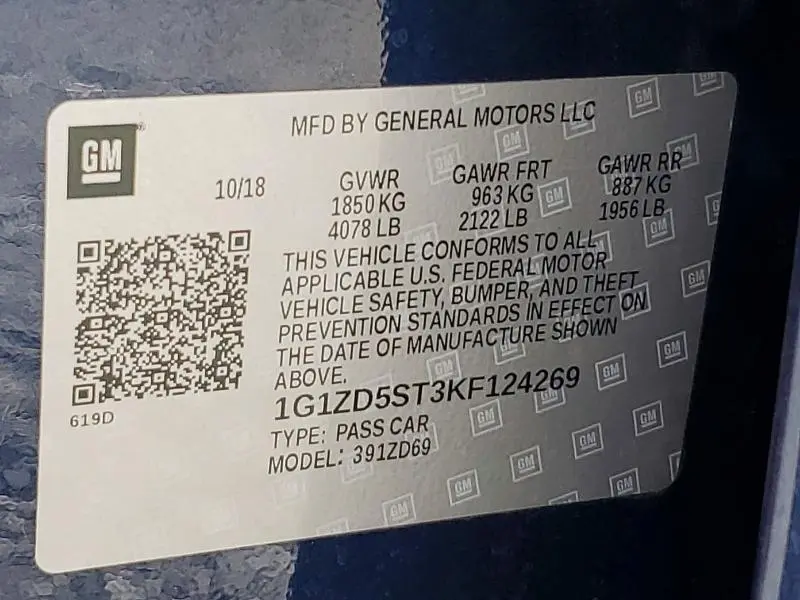 GM
MFD BY GENERAL MOTORS LLC
10/18
GVWR
1850 KG
4078 LB
GAWR FRT
963 KG
2122 LB
GAWR RR
887 KG
1956 LB
THIS VEHICLE CONFORMS TO ALL
APPLICABLE U.S. FEDERAL MOTOR
VEHICLE SAFETY, BUMPER, AND THEFT
PREVENTION STANDARDS IN EFFECT ON
THE DATE OF MANUFACTURE SHOWN
ABOVE.
1G1ZD5ST3KF124269
TYPE: PASS CAR
MODEL: 391ZD69
619D